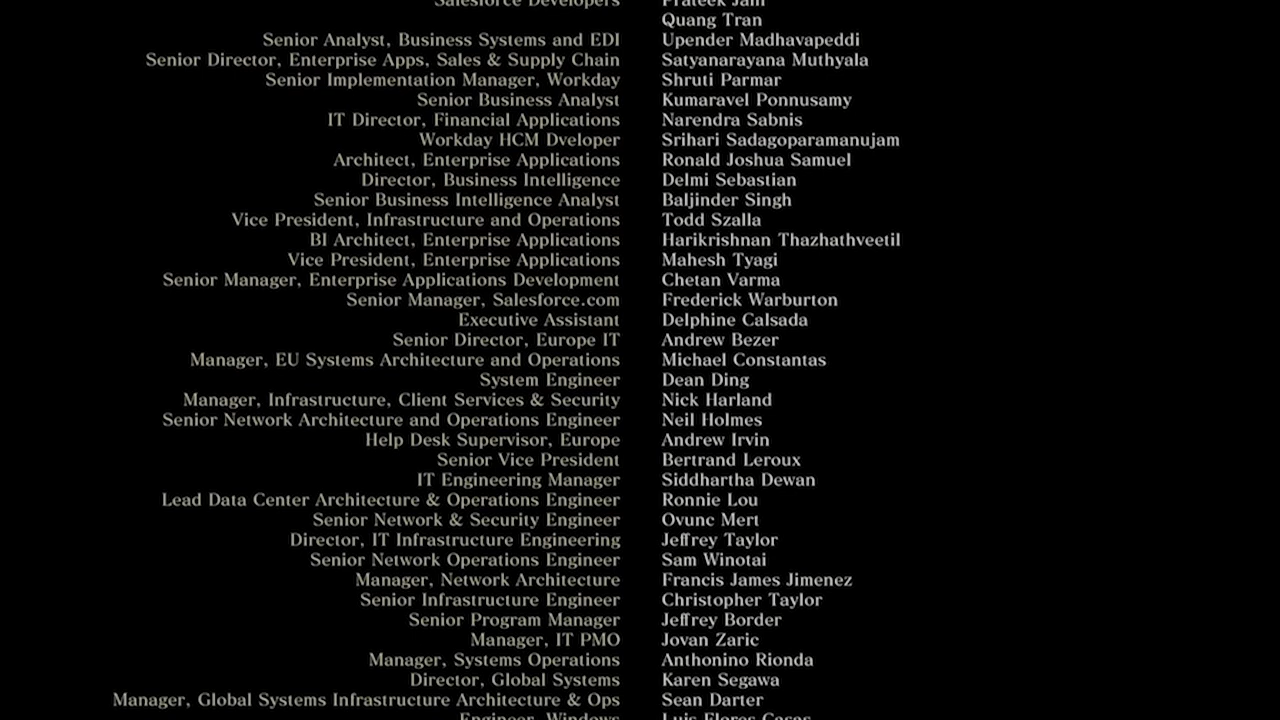 Salesforce Developers Prateek Jain
Quang Tran
Senior Analyst, Business Systems and EDI Upender Madhavapeddi
Senior Director, Enterprise Apps, Sales & Supply Chain Satyanarayana Muthyala
Senior Implementation Manager, Workday Shruti Parmar
Senior Business Analyst Kumaravel Ponnusamy
IT Director, Financial Applications Narendra Sabnis
Workday HCM Dveloper Srihari Sadagoparamanujam
Architect, Enterprise Applications Ronald Joshua Samuel
Director, Business Intelligence Delmi Sebastian
Senior Business Intelligence Analyst Baljinder Singh
Vice President, Infrastructure and Operations Todd Szalla
BI Architect, Enterprise Applications Harikrishnan Thazhathveetil
Vice President, Enterprise Applications Mahesh Tyagi
Senior Manager, Enterprise Applications Development Chetan Varma
Senior Manager, Salesforce.com Frederick Warburton
Executive Assistant Delphine Calsada
Senior Director, Europe IT Andrew Bezer
Manager, EU Systems Architecture and Operations Michael Constantas
System Engineer Dean Ding
Manager, Infrastructure, Client Services & Security Nick Harland
Senior Network Architecture and Operations Engineer Neil Holmes
Help Desk Supervisor, Europe Andrew Irvin
Senior Vice President Bertrand Leroux
IT Engineering Manager Siddhartha Dewan
Lead Data Center Architecture & Operations Engineer Ronnie Lou
Senior Network & Security Engineer Ovunc Mert
Director, IT Infrastructure Engineering Jeffrey Taylor
Senior Network Operations Engineer Sam Winotai
Manager, Network Architecture Francis James Jimenez
Senior Infrastructure Engineer Christopher Taylor
Senior Program Manager Jeffrey Border
Manager, IT PMO Jovan Zaric
Manager, Systems Operations Anthonino Rionda
Director, Global Systems Karen Segawa
Manager, Global Systems Infrastructure Architecture & Ops Sean Darter
Engineer, Windows Luis Flores Casas